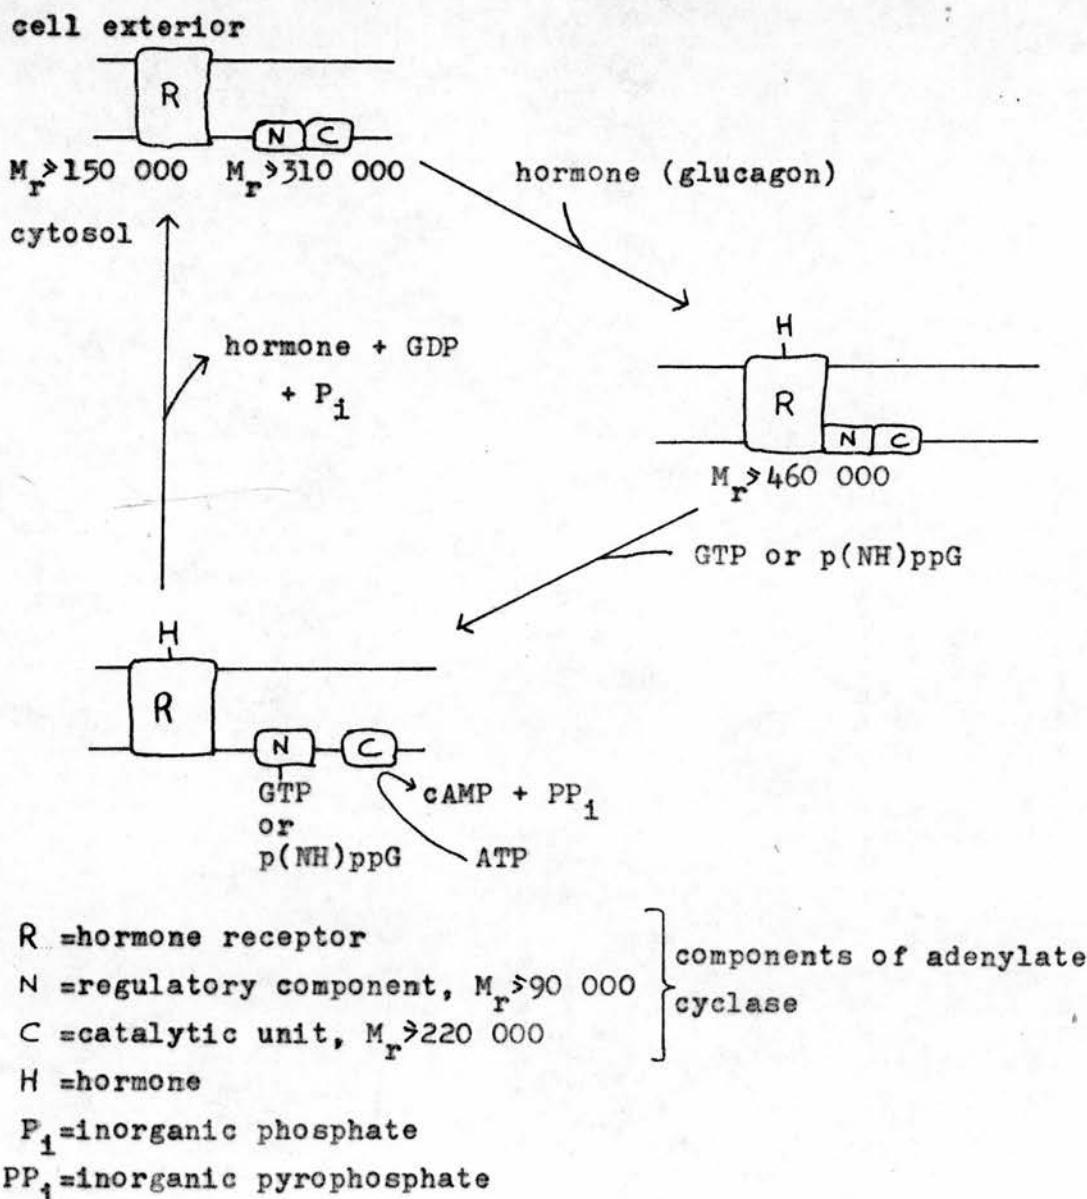 cell exterior
R
N C
Mr≥150 000 Mr≥310 000
hormone (glucagon)
cytosol
hormone + GDP
+ Pi
H
R
N C
Mr≥460 000
GTP or p(NH)ppG
H
R
N C
GTP
or
p(NH)ppG
cAMP + PPi
ATP
R =hormone receptor
N =regulatory component, Mr≥90 000
C =catalytic unit, Mr≥220 000
components of adenylate
cyclase
H =hormone
Pi=inorganic phosphate
PPi=inorganic pyrophosphate